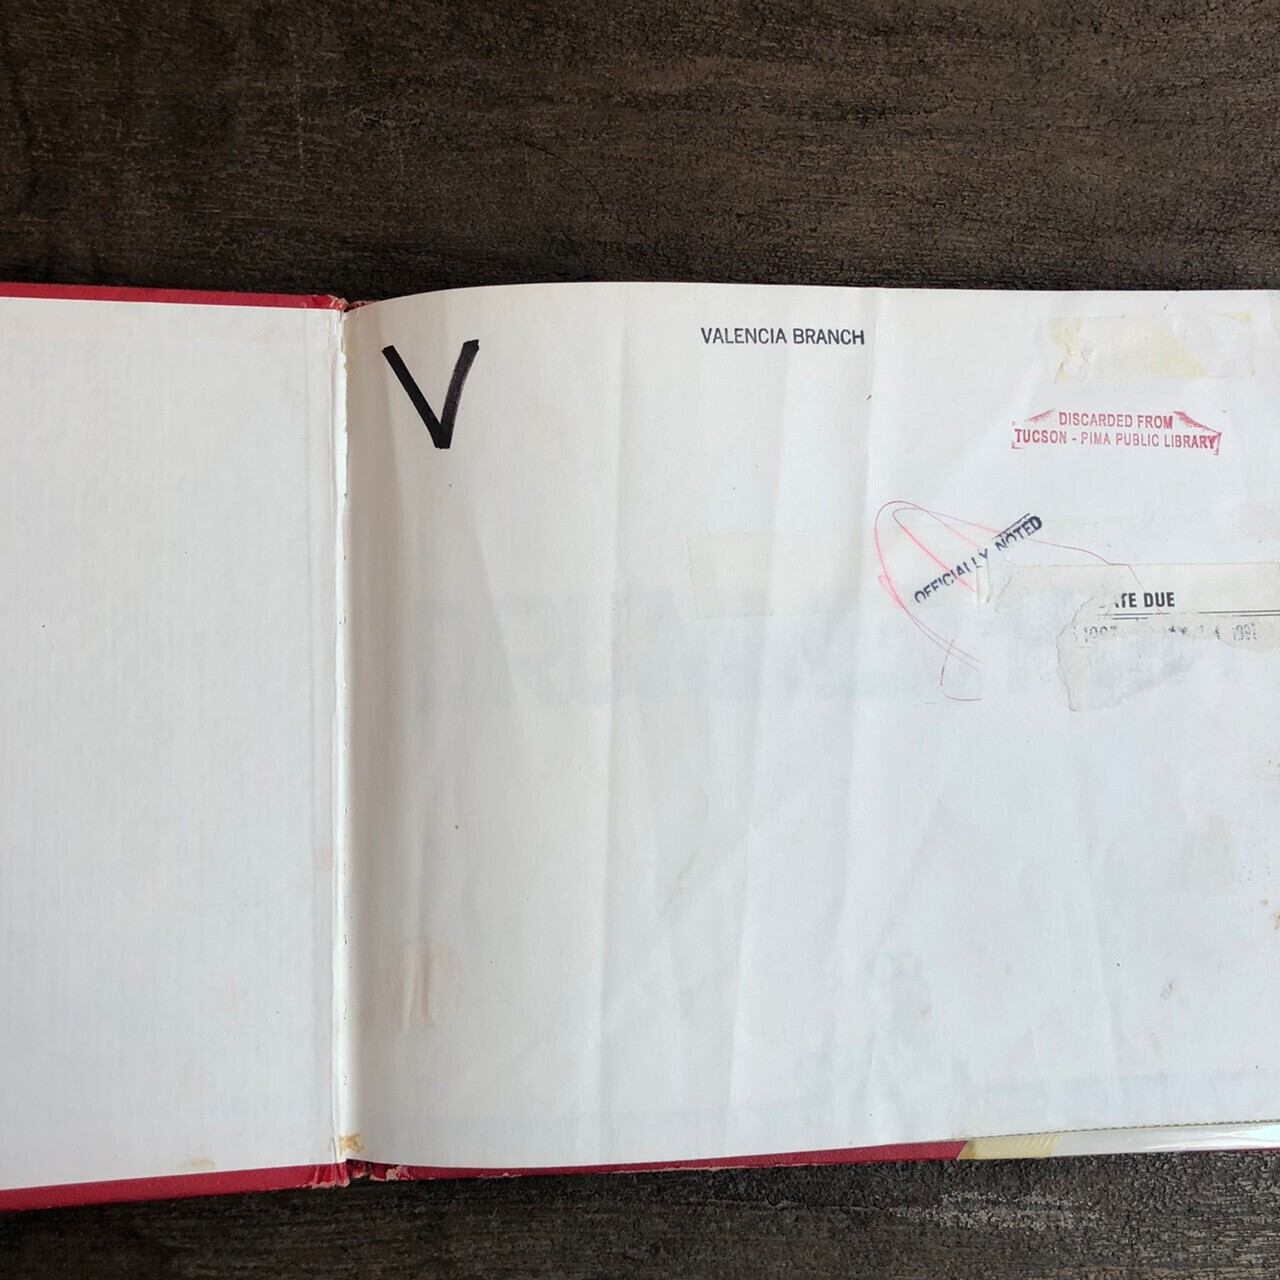 V
VALENCIA BRANCH
DISCARDED FROM
TUCSON - PIMA PUBLIC LIBRARY
OFFICIALLY NOTED
DATE DUE